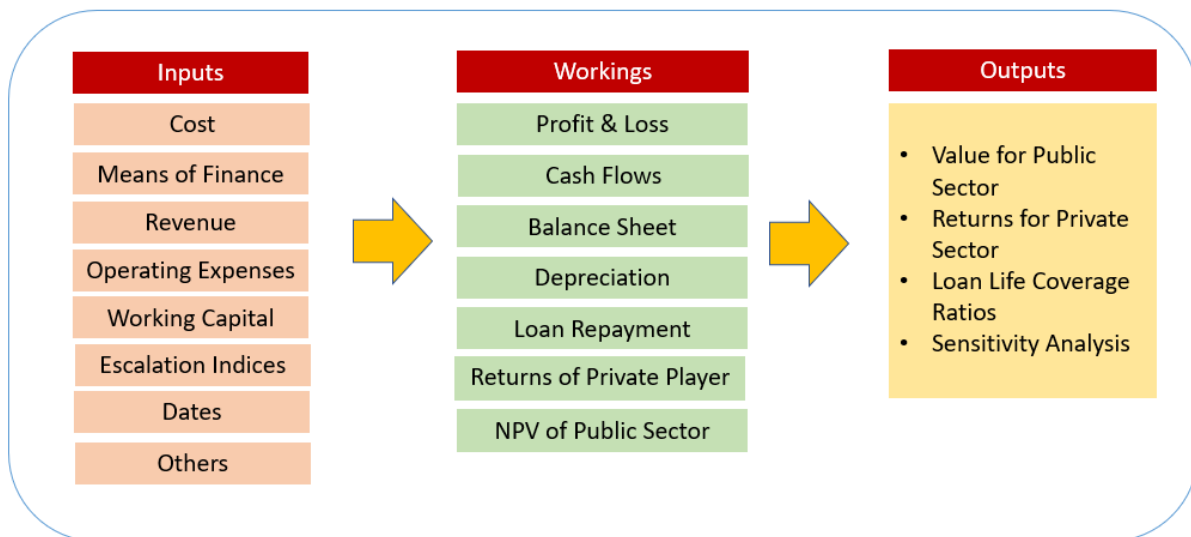 Inputs
Cost
Means of Finance
Revenue
Operating Expenses
Working Capital
Escalation Indices
Dates
Others
Workings
Profit & Loss
Cash Flows
Balance Sheet
Depreciation
Loan Repayment
Returns of Private Player
NPV of Public Sector
Outputs
• Value for Public
Sector
• Returns for Private
Sector
• Loan Life Coverage
Ratios
• Sensitivity Analysis